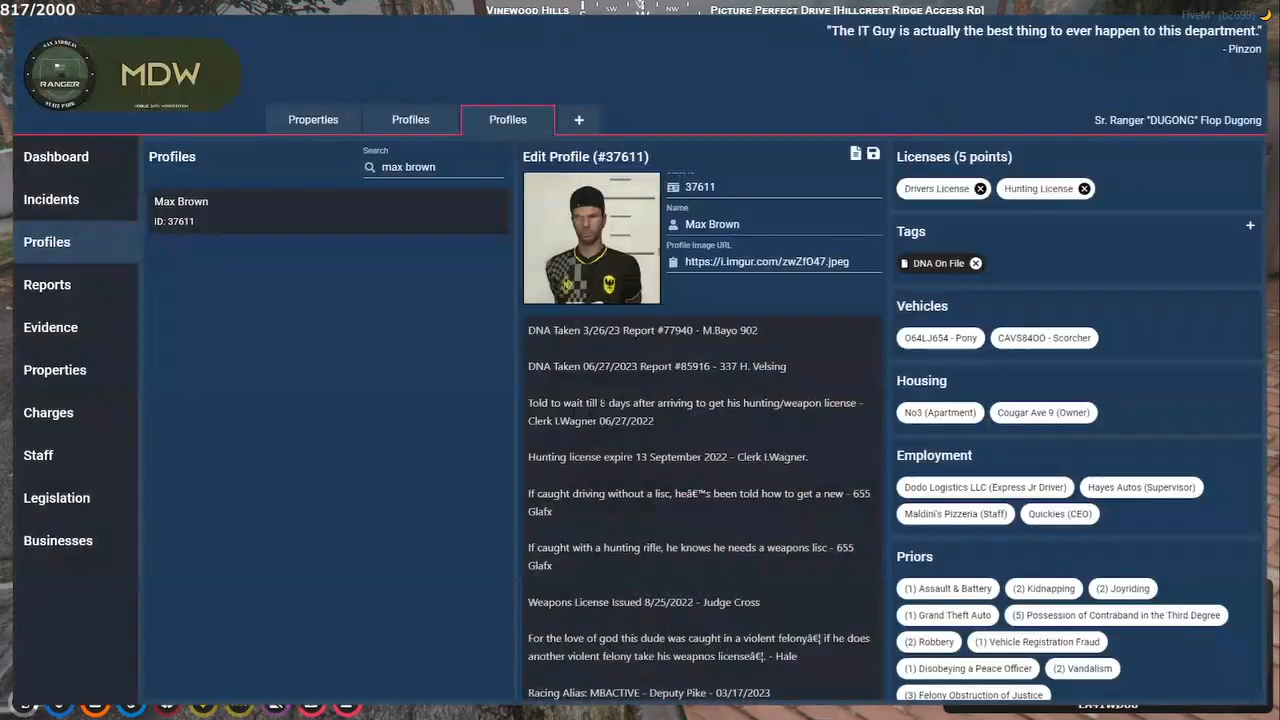 817/2000
Vinewood Hills
SW
W
NW
Picture Perfect Drive [Hillcrest Ridge Access Rd]
FiveM* (b2699)
"The IT Guy is actually the best thing to ever happen to this department."
- Pinzon
SAN ANDREAS
RANGER
STATE PARK
MDW
MOBILE DATA WORKSTATION
Properties
Profiles
Profiles
+
Sr. Ranger "DUGONG" Flop Dugong
Dashboard
Incidents
Profiles
Reports
Evidence
Properties
Charges
Staff
Legislation
Businesses
Profiles
Search
max brown
Max Brown
ID: 37611
Edit Profile (#37611)
37611
Name
Max Brown
Profile Image URL
https://i.imgur.com/zwZfO47.jpeg
DNA Taken 3/26/23 Report #77940 - M.Bayo 902
DNA Taken 06/27/2023 Report #85916 - 337 H. Velsing
Told to wait till 8 days after arriving to get his hunting/weapon license -
Clerk I.Wagner 06/27/2022
Hunting license expire 13 September 2022 - Clerk I.Wagner.
If caught driving without a lisc, heâ€™s been told how to get a new - 655
Glafx
If caught with a hunting rifle, he knows he needs a weapons lisc - 655
Glafx
Weapons License Issued 8/25/2022 - Judge Cross
For the love of god this dude was caught in a violent felonyâ€¦ if he does
another violent felony take his weapnos licenseâ€¦. - Hale
Racing Alias: MBACTIVE - Deputy Pike - 03/17/2023
Licenses (5 points)
Drivers License
Hunting License
Tags
+
DNA On File
Vehicles
O64LJ654 - Pony
CAVS84OO - Scorcher
Housing
No3 (Apartment)
Cougar Ave 9 (Owner)
Employment
Dodo Logistics LLC (Express Jr Driver)
Hayes Autos (Supervisor)
Maldini's Pizzeria (Staff)
Quickies (CEO)
Priors
(1) Assault & Battery
(2) Kidnapping
(2) Joyriding
(1) Grand Theft Auto
(5) Possession of Contraband in the Third Degree
(2) Robbery
(1) Vehicle Registration Fraud
(1) Disobeying a Peace Officer
(2) Vandalism
(3) Felony Obstruction of Justice